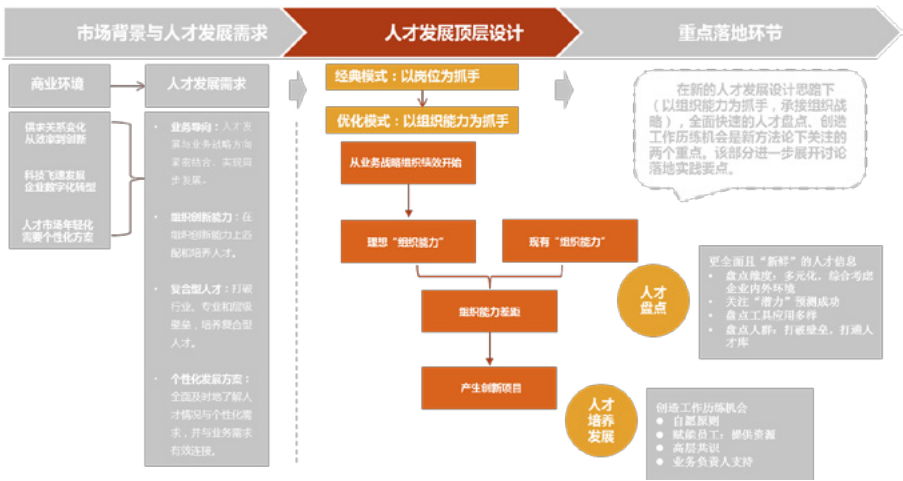 市场背景与人才发展需求
人才发展顶层设计
重点落地环节
商业环境
人才发展需求
供求关系变化
从效率到创新
科技飞速发展
企业数字化转型
人才市场年轻化
需要个性化方案
• 业务导向：人才发
展与业务战略方向
紧密结合，实现同
步发展。
• 组织创新能力：在
组织创新能力上匹
配和培养人才。
• 复合型人才：打破
行业、专业和层级
壁垒，培养复合型
人才。
• 个性化发展方案：
全面及时地了解人
才情况与个性化需
求，并与业务需求
有效连接。
经典模式：以岗位为抓手
优化模式：以组织能力为抓手
从业务战略组织绩效开始
理想“组织能力”
现有“组织能力”
组织能力差距
产生创新项目
在新的人才发展设计思路下
（以组织能力为抓手，承接组织战
略），全面快速的人才盘点、创造
工作历练机会是新方法论下关注的
两个重点。该部分进一步展开讨论
落地实践要点。
人才
盘点
更全面且“新鲜”的人才信息
• 盘点维度：多元化，综合考虑
企业内外环境
• 关注“潜力”预测成功
• 盘点工具应用多样
• 盘点人群：打破壁垒，打通人
才库
人才
培养
发展
创造工作历练机会
● 自愿原则
● 赋能员工：提供资源
● 高层共识
● 业务负责人支持